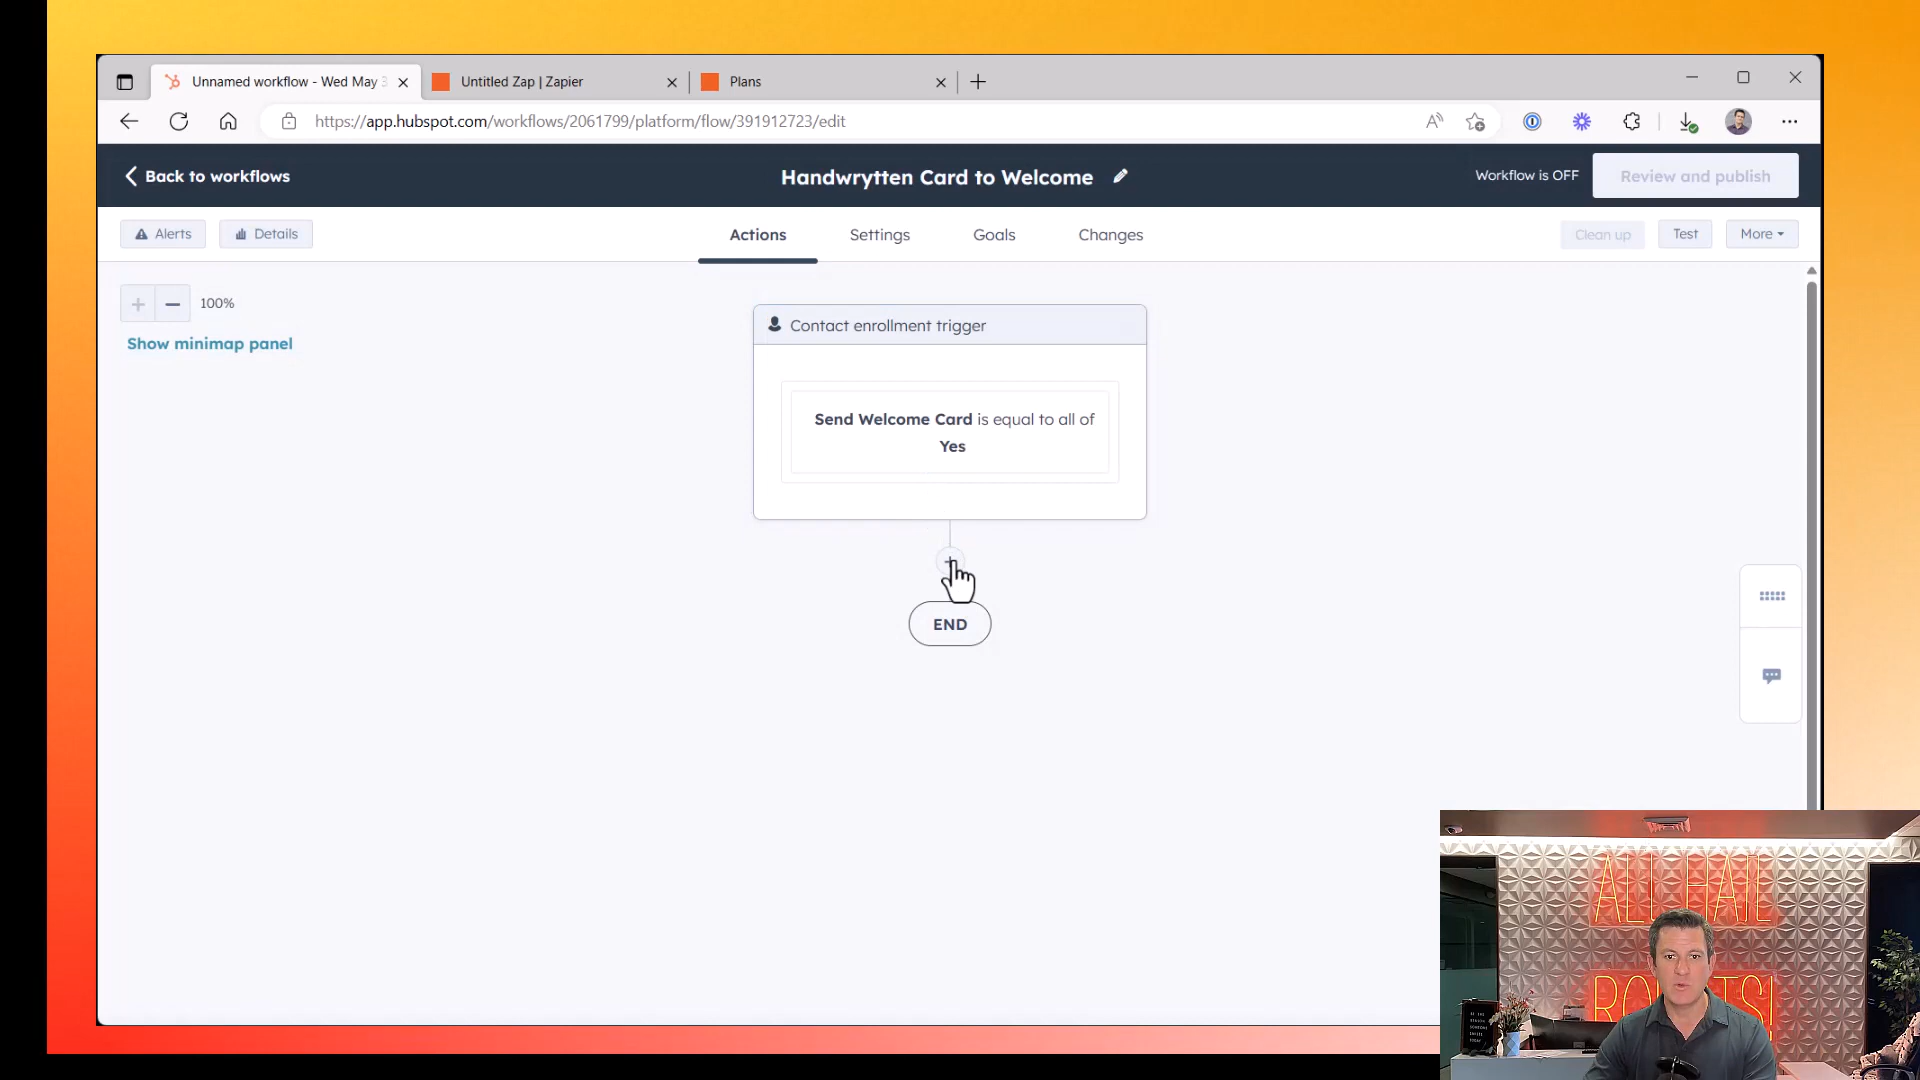 Unnamed workflow - Wed May 3
Untitled Zap | Zapier
Plans
https://app.hubspot.com/workflows/2061799/platform/flow/391912723/edit
Back to workflows
Handwrytten Card to Welcome
Workflow is OFF
Review and publish
Alerts
Details
Actions
Settings
Goals
Changes
Clean up
Test
More
100%
Show minimap panel
Contact enrollment trigger
Send Welcome Card is equal to all of
Yes
END
ALL HAIL